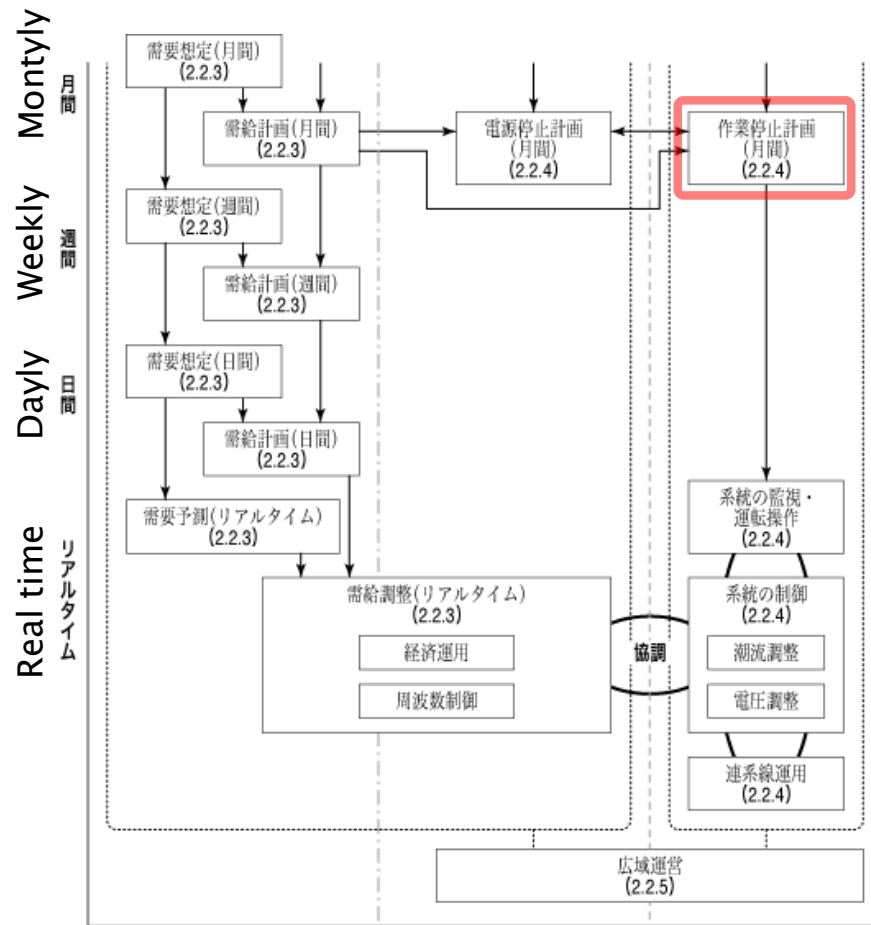 Montyly
月間
需要想定(月間)
(2.2.3)
需給計画(月間)
(2.2.3)
電源停止計画
(月間)
(2.2.4)
作業停止計画
(月間)
(2.2.4)
Weekly
週間
需要想定(週間)
(2.2.3)
需給計画(週間)
(2.2.3)
Dayly
日間
需要想定(日間)
(2.2.3)
需給計画(日間)
(2.2.3)
Real time
リアルタイム
需要予測(リアルタイム)
(2.2.3)
系統の監視・
運転操作
(2.2.4)
需給調整(リアルタイム)
(2.2.3)
経済運用
周波数制御
協調
系統の制御
(2.2.4)
潮流調整
電圧調整
連系線運用
(2.2.4)
広域運営
(2.2.5)